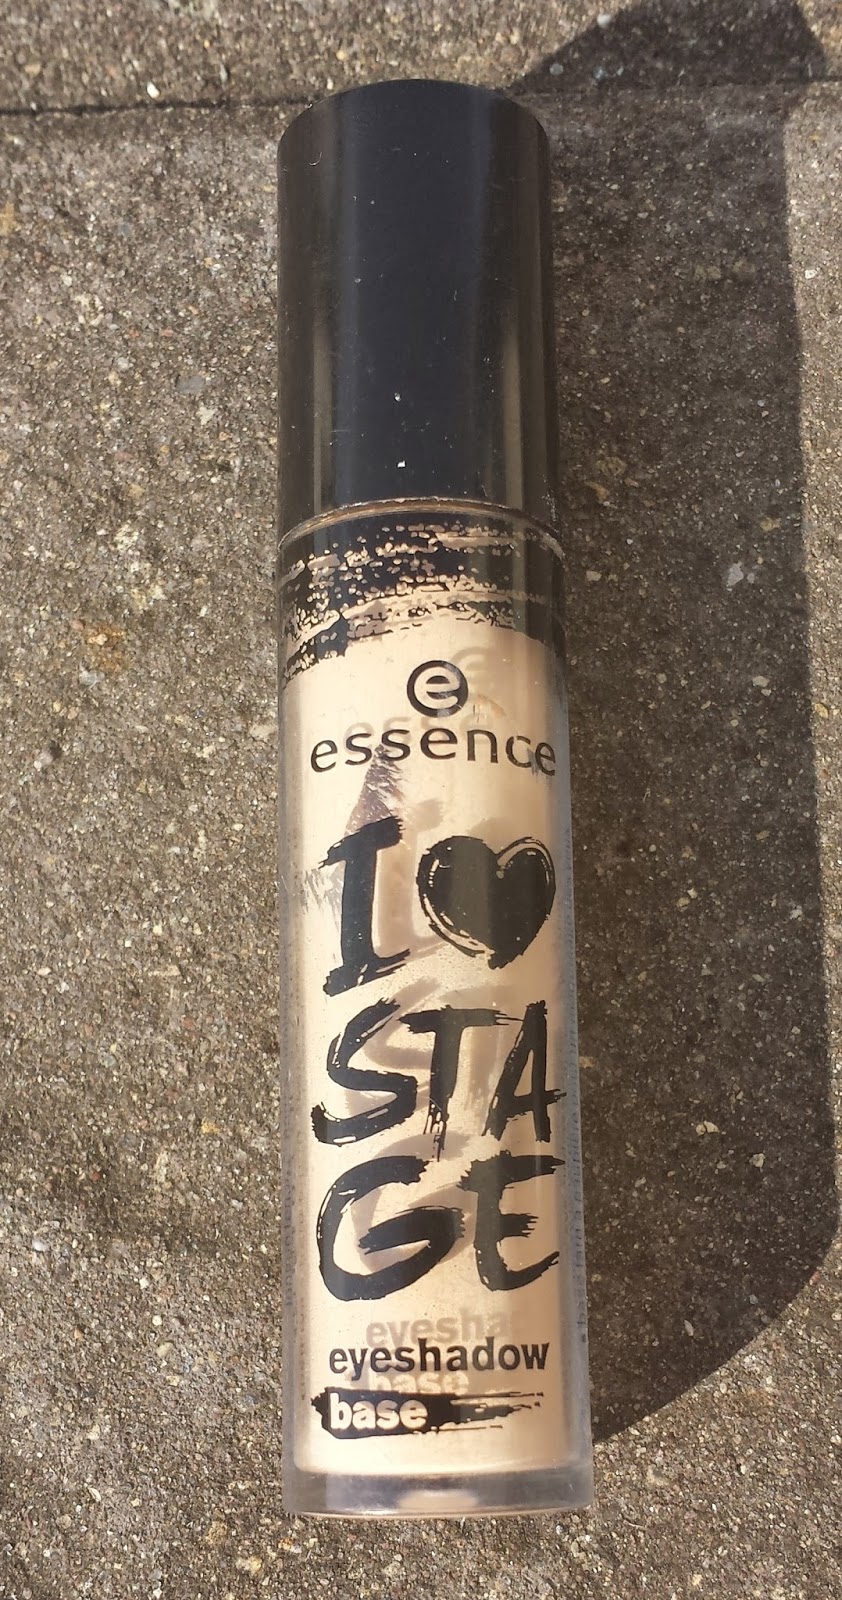 e
essence
I ♥
STA
GE
eyeshadow
base